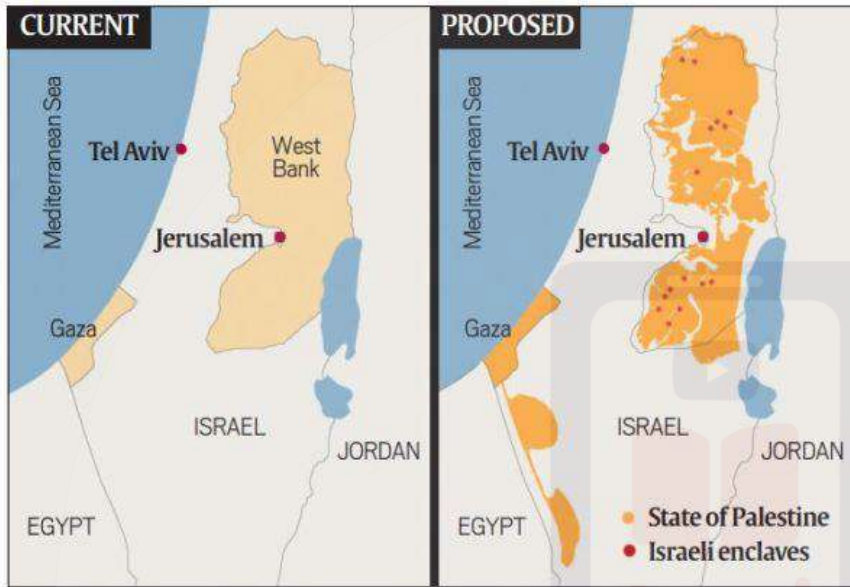 CURRENT
Mediterranean Sea
Tel Aviv
West
Bank
Jerusalem
Gaza
ISRAEL
JORDAN
EGYPT
PROPOSED
Mediterranean Sea
Tel Aviv
Jerusalem
Gaza
ISRAEL
JORDAN
EGYPT
State of Palestine
Israeli enclaves